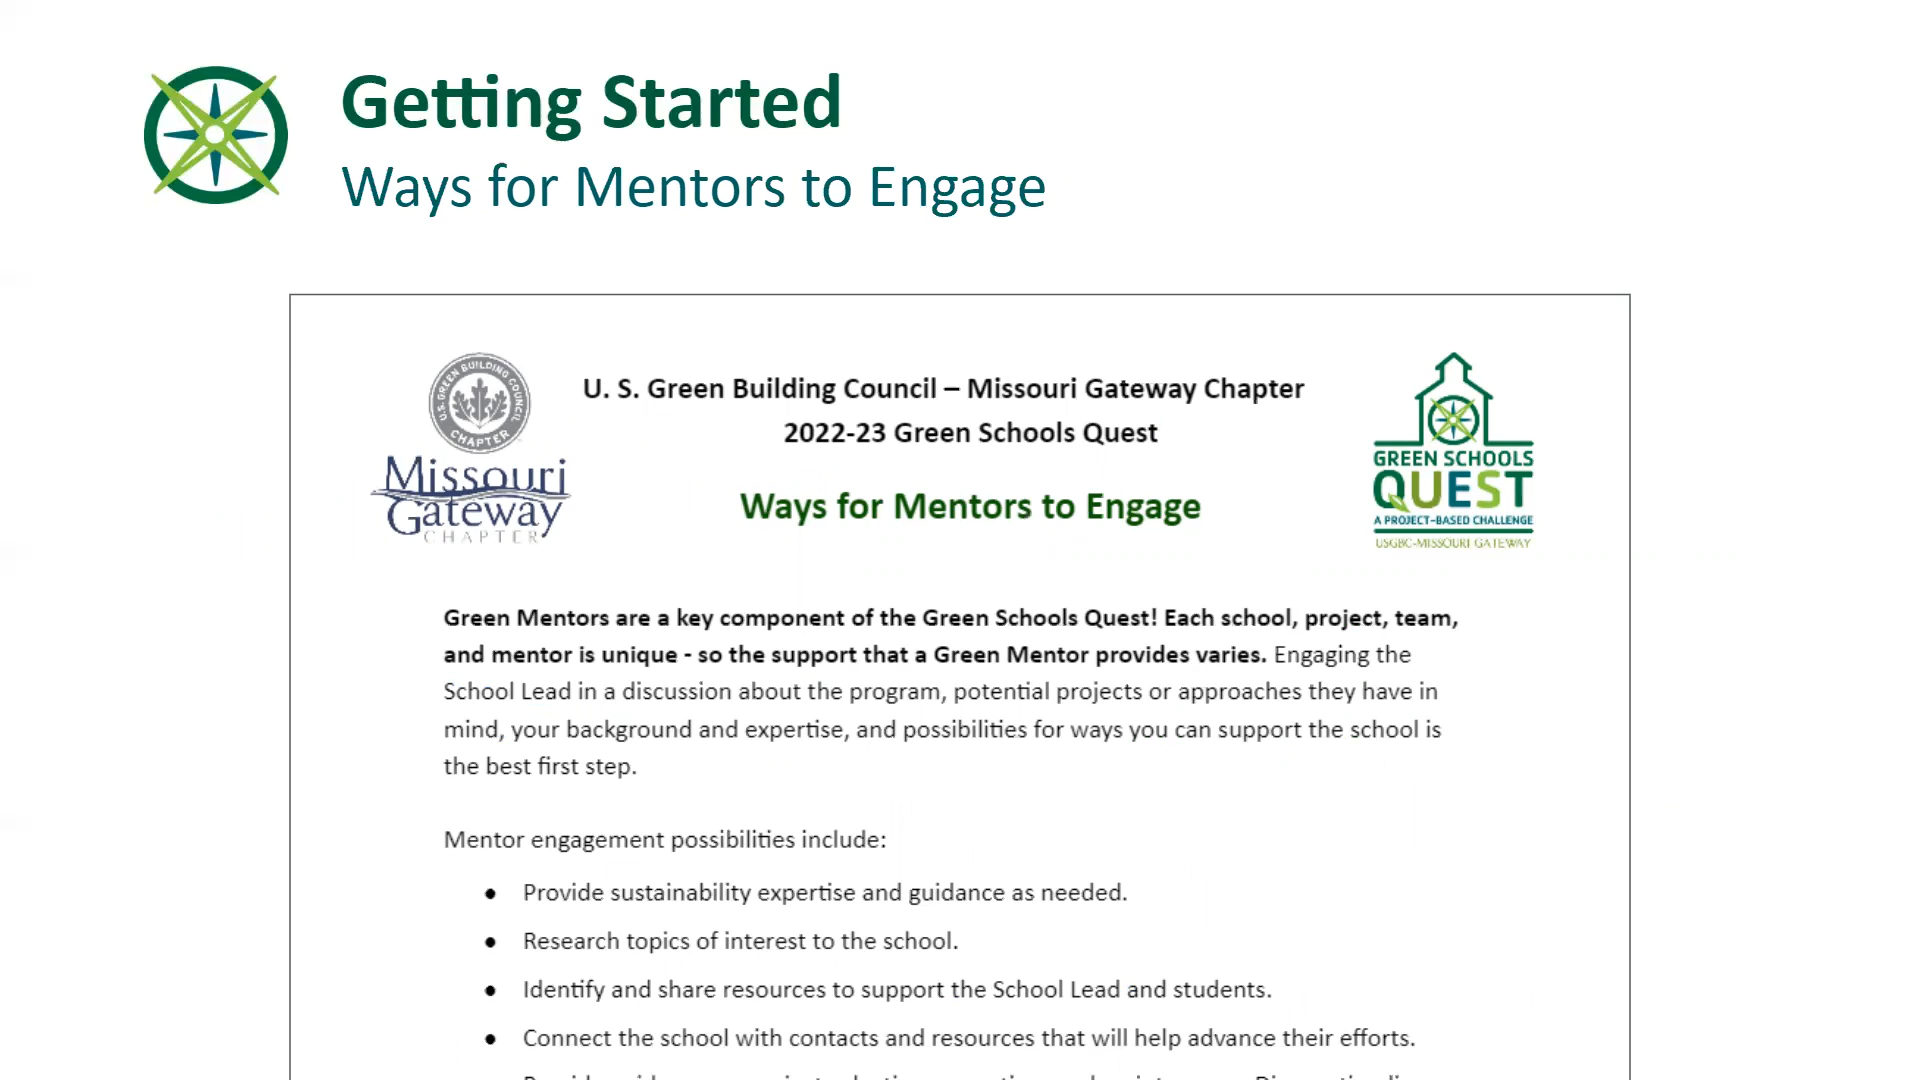 Getting Started
Ways for Mentors to Engage
U.S. GREEN BUILDING COUNCIL
CHAPTER
Missouri
Gateway
CHAPTER
U. S. Green Building Council – Missouri Gateway Chapter
2022-23 Green Schools Quest
Ways for Mentors to Engage
GREEN SCHOOLS
QUEST
A PROJECT-BASED CHALLENGE
USGBC-MISSOURI GATEWAY
Green Mentors are a key component of the Green Schools Quest! Each school, project, team,
and mentor is unique - so the support that a Green Mentor provides varies. Engaging the
School Lead in a discussion about the program, potential projects or approaches they have in
mind, your background and expertise, and possibilities for ways you can support the school is
the best first step.
Mentor engagement possibilities include:
● Provide sustainability expertise and guidance as needed.
● Research topics of interest to the school.
● Identify and share resources to support the School Lead and students.
● Connect the school with contacts and resources that will help advance their efforts.